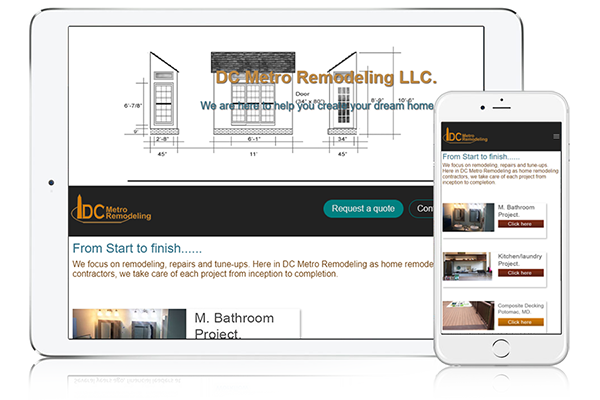 DC Metro Remodeling LLC.
We are here to help you create your dream home
Door
(34" x 80")
6'-7/8"
8'-9"
10'-6"
2'-8"
6'-1"
34"
45"
11'
45"
DC Metro
Remodeling
Request a quote
Con
From Start to finish......
We focus on remodeling, repairs and tune-ups. Here in DC Metro Remodeling as home remode
contractors, we take care of each project from inception to completion.
M. Bathroom
Project.
DC Metro
Remodeling
From Start to finish......
We focus on remodeling, repairs and tune-ups.
Here in DC Metro Remodeling as home remodeling
contractors, we take care of each project from
inception to completion.
M. Bathroom
Project.
Click here
Kitchen/laundry
Project.
Click here
Composite Decking
Potomac, MD.
Click here